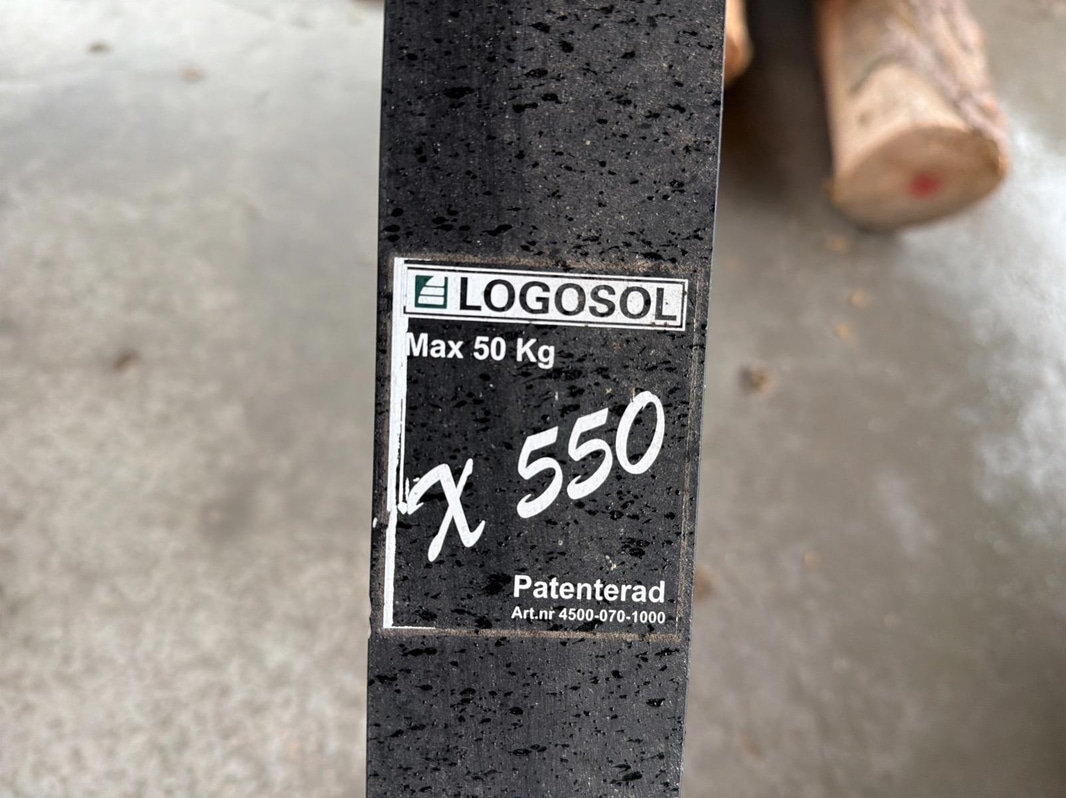 LOGOSOL
Max 50 Kg
X 550
Patenterad
Art.nr 4500-070-1000